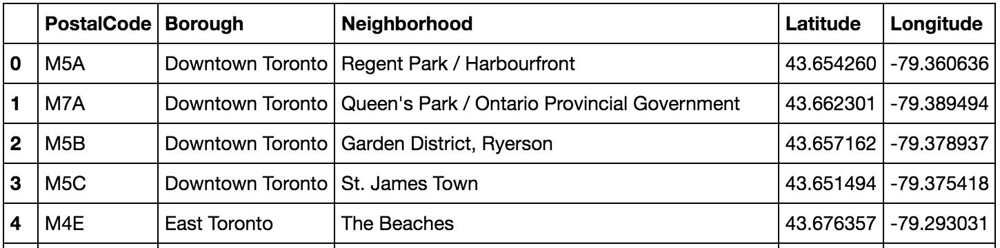 PostalCode Borough Neighborhood Latitude Longitude
0 M5A Downtown Toronto Regent Park / Harbourfront 43.654260 -79.360636
1 M7A Downtown Toronto Queen's Park / Ontario Provincial Government 43.662301 -79.389494
2 M5B Downtown Toronto Garden District, Ryerson 43.657162 -79.378937
3 M5C Downtown Toronto St. James Town 43.651494 -79.375418
4 M4E East Toronto The Beaches 43.676357 -79.293031